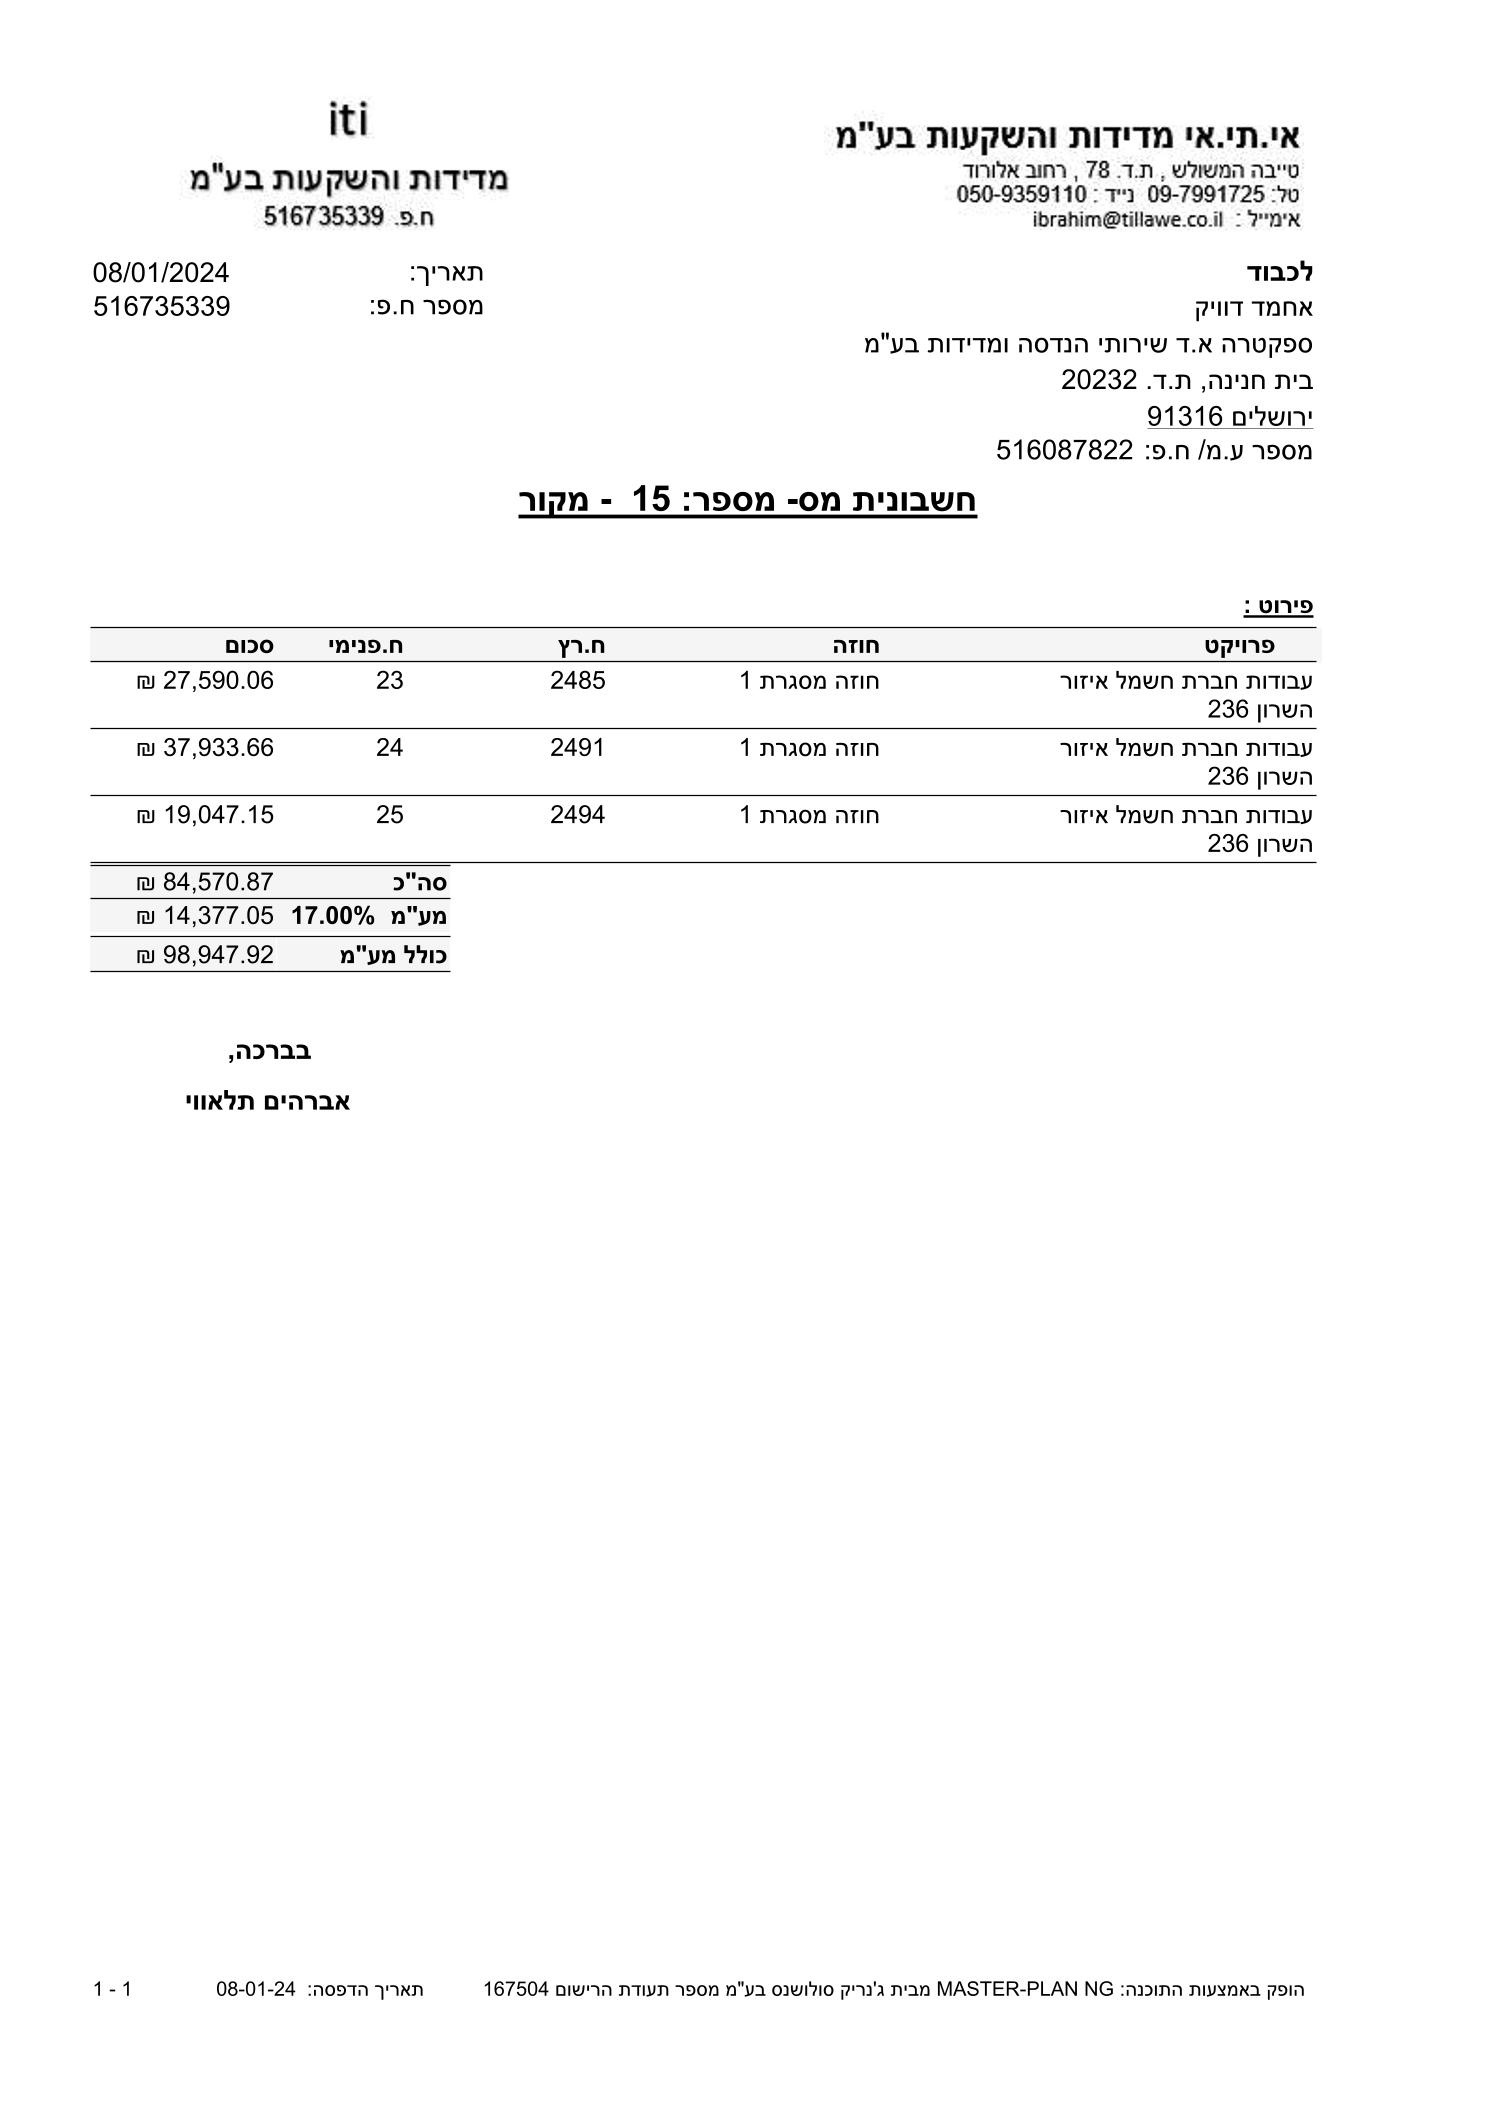 אי.תי.אי מדידות והשקעות בע"מ
טייבה המשולש , ת.ד. 78 , רחוב אלורוד
טל: 09-7991725 נייד : 050-9359110
אימייל : ibrahim@tillawe.co.il
iti
מדידות והשקעות בע"מ
ח.פ. 516735339
לכבוד
אחמד דוויק
ספקטרה א.ד שירותי הנדסה ומדידות בע"מ
בית חנינה, ת.ד. 20232
ירושלים 91316
מספר ע.מ/ ח.פ: 516087822
תאריך: 08/01/2024
מספר ח.פ: 516735339
חשבונית מס- מספר: 15 - מקור
פירוט :
פרויקט חוזה ח.רץ ח.פנימי סכום
עבודות חברת חשמל איזור חוזה מסגרת 1 2485 23 27,590.06 ₪
השרון 236
עבודות חברת חשמל איזור חוזה מסגרת 1 2491 24 37,933.66 ₪
השרון 236
עבודות חברת חשמל איזור חוזה מסגרת 1 2494 25 19,047.15 ₪
השרון 236
סה"כ 84,570.87 ₪
מע"מ 17.00% 14,377.05 ₪
כולל מע"מ 98,947.92 ₪
בברכה,
אברהים תלאווי
הופק באמצעות התוכנה: MASTER-PLAN NG מבית ג'נריק סולושנס בע"מ מספר תעודת הרישום 167504 תאריך הדפסה: 08-01-24 1 - 1